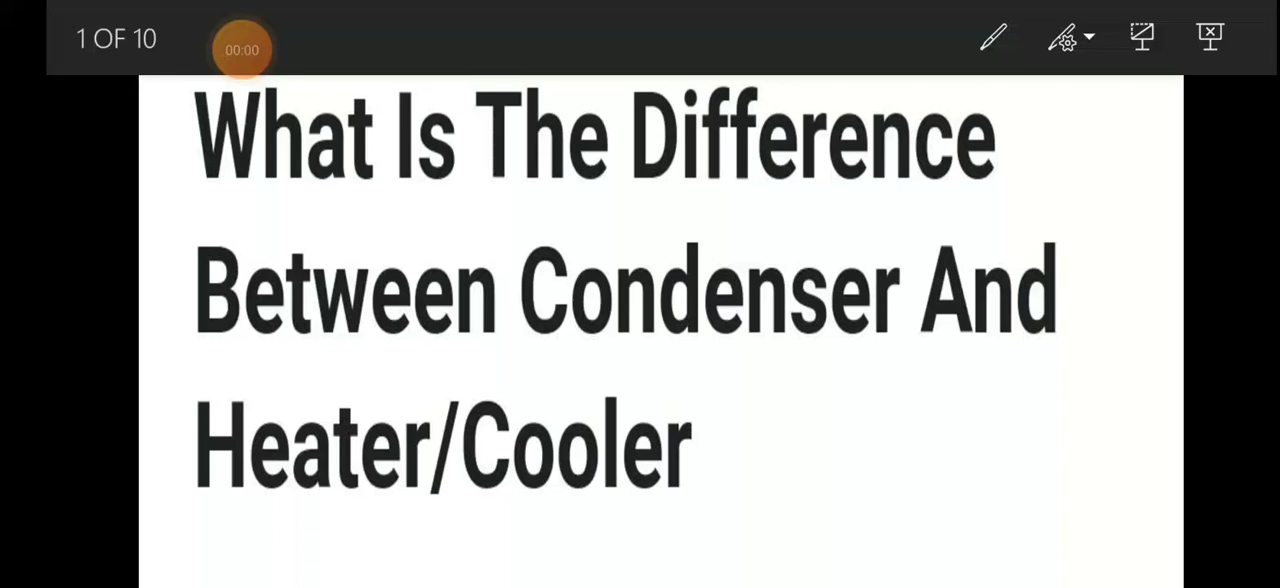 1 OF 10
00:00
What Is The Difference
Between Condenser And
Heater/Cooler